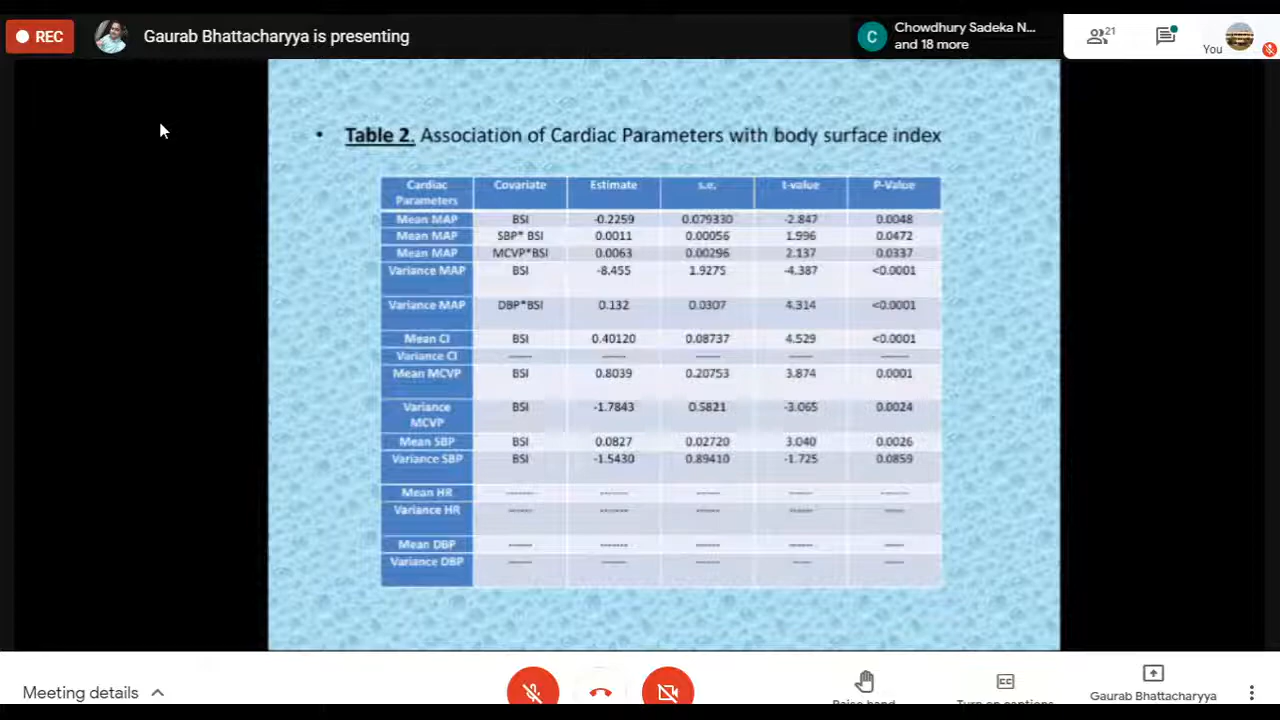 REC
Gaurab Bhattacharyya is presenting
C
Chowdhury Sadeka N...
and 18 more
21
You
• Table 2. Association of Cardiac Parameters with body surface index
Cardiac Parameters Covariate Estimate s.e. t-value P-Value
Mean MAP BSI -0.2259 0.079330 -2.847 0.0048
Mean MAP SBP* BSI 0.0011 0.00056 1.996 0.0472
Mean MAP MCVP*BSI 0.0063 0.00296 2.137 0.0337
Variance MAP BSI -8.455 1.9275 -4.387 <0.0001
Variance MAP DBP*BSI 0.132 0.0307 4.314 <0.0001
Mean CI BSI 0.40120 0.08737 4.529 <0.0001
Variance CI ----- ----- ----- ----- -----
Mean MCVP BSI 0.8039 0.20753 3.874 0.0001
Variance MCVP BSI -1.7843 0.5821 -3.065 0.0024
Mean SBP BSI 0.0827 0.02720 3.040 0.0026
Variance SBP BSI -1.5430 0.89410 -1.725 0.0859
Mean HR ----- ----- ----- ----- -----
Variance HR ----- ----- ----- ----- -----
Mean DBP ----- ----- ----- ----- -----
Variance DBP ----- ----- ----- ----- -----
Meeting details
Raise hand
CC
Turn on captions
Gaurab Bhattacharyya